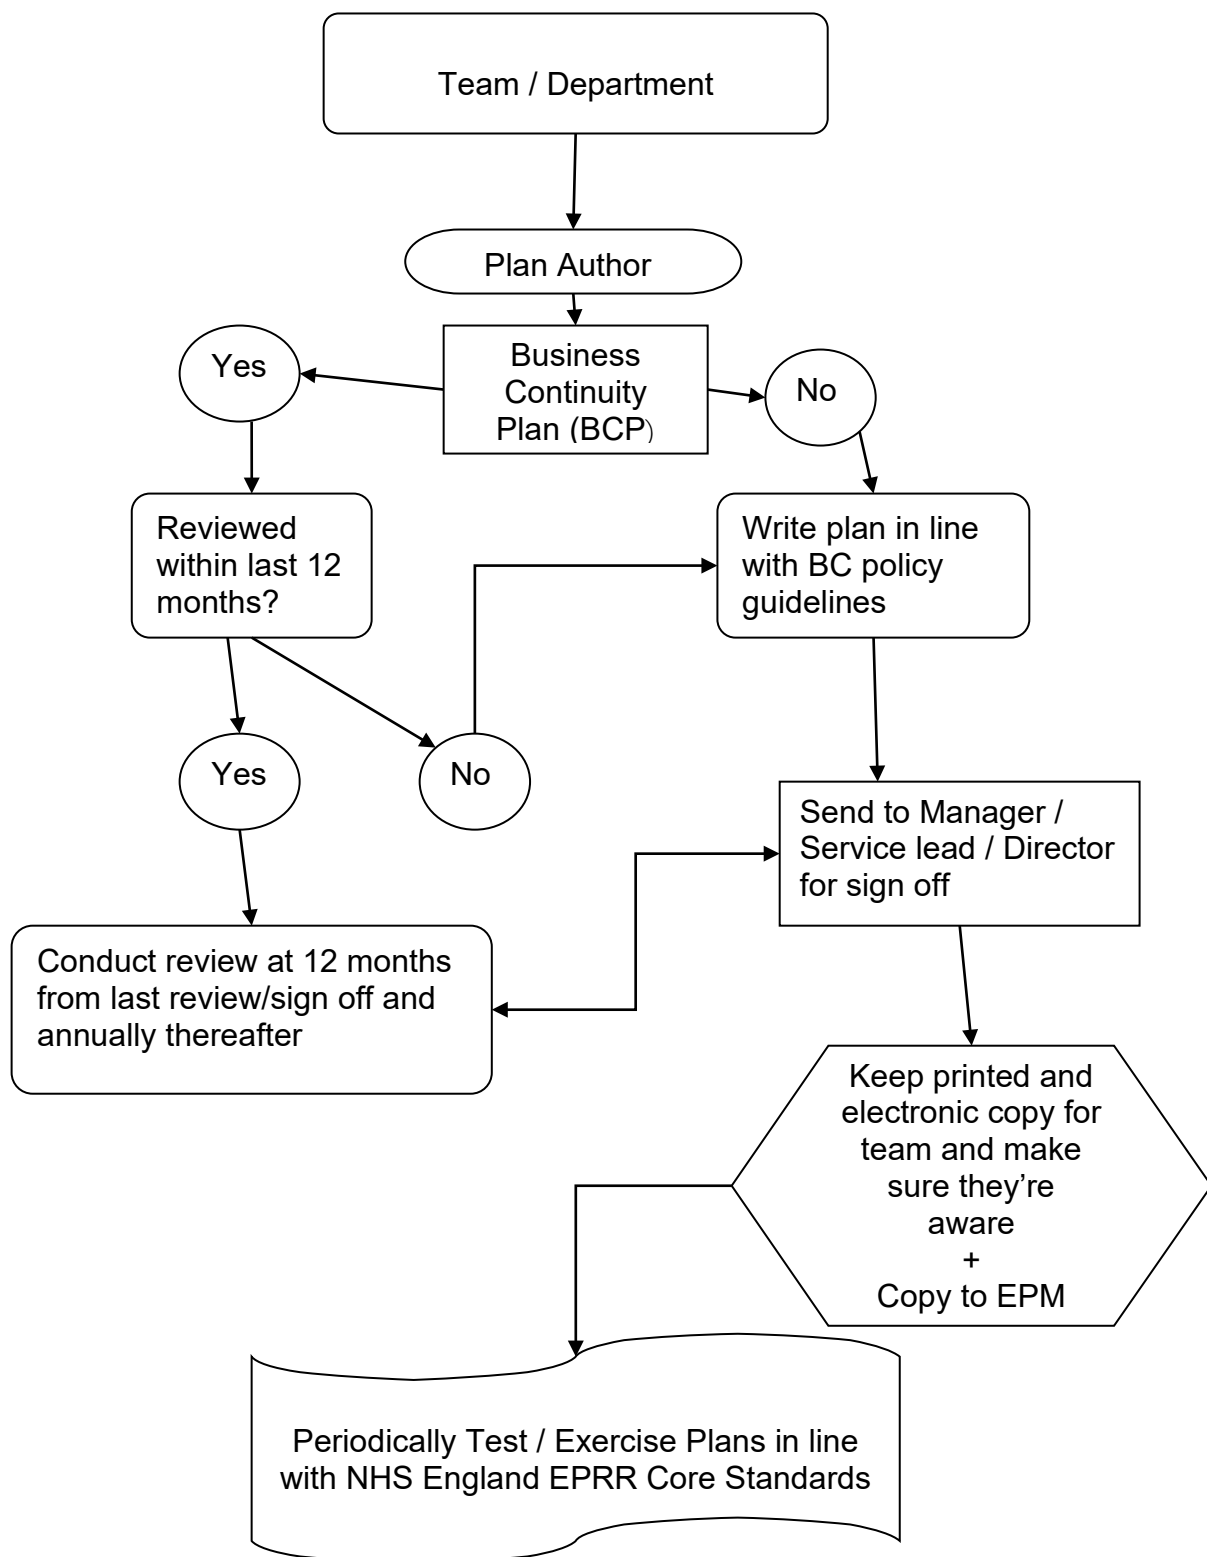 Team / Department
Plan Author
Yes
Business
Continuity
Plan (BCP)
No
Reviewed
within last 12
months?
Write plan in line
with BC policy
guidelines
Yes
No
Send to Manager /
Service lead / Director
for sign off
Conduct review at 12 months
from last review/sign off and
annually thereafter
Keep printed and
electronic copy for
team and make
sure they’re
aware
+
Copy to EPM
Periodically Test / Exercise Plans in line
with NHS England EPRR Core Standards